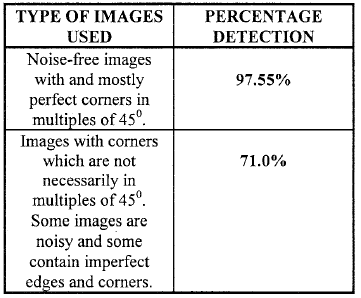 TYPE OF IMAGES USED PERCENTAGE DETECTION
Noise-free images
with and mostly
perfect corners in
multiples of 45⁰.
97.55%
Images with corners
which are not
necessarily in
multiples of 45⁰.
Some images are
noisy and some
contain imperfect
edges and corners.
71.0%